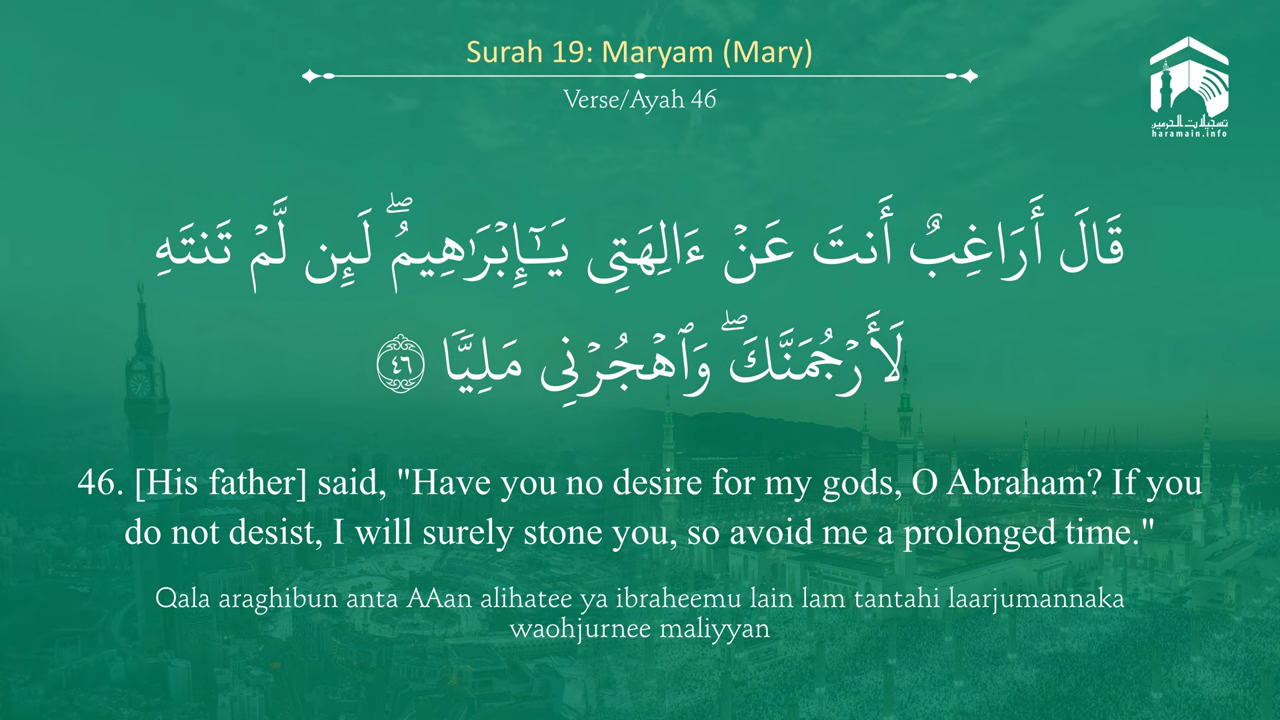 Surah 19: Maryam (Mary)
Verse/Ayah 46
تسجيلات الحرمين
haramain.info
قَالَ أَرَاغِبٌ أَنتَ عَنْ ءَالِهَتِى يَـٰٓإِبْرَٰهِيمُ ۖ لَئِن لَّمْ تَنتَهِ
لَأَرْجُمَنَّكَ ۖ وَٱهْجُرْنِى مَلِيًّا ٤٦
46. [His father] said, "Have you no desire for my gods, O Abraham? If you
do not desist, I will surely stone you, so avoid me a prolonged time."
Qala araghibun anta AAan alihatee ya ibraheemu lain lam tantahi laarjumannaka
waohjurnee maliyyan